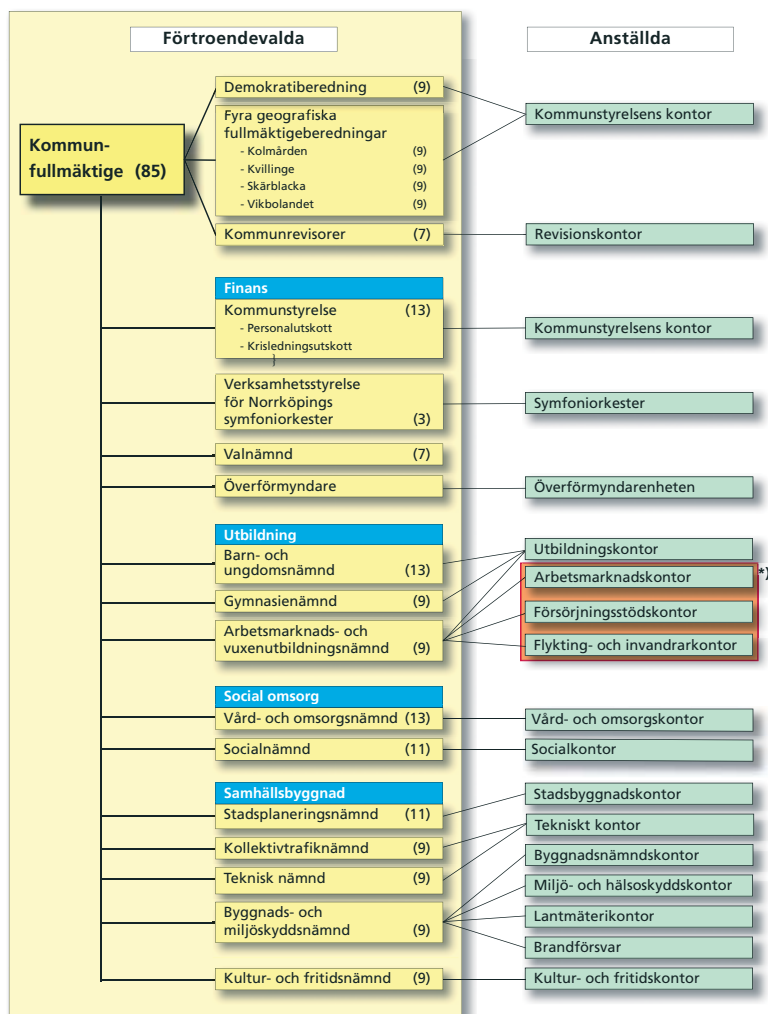 Förtroendevalda
Anställda
Kommun-
fullmäktige (85)
Demokratiberedning (9)
Fyra geografiska
fullmäktigeberedningar
- Kolmården (9)
- Kvillinge (9)
- Skärblacka (9)
- Vikbolandet (9)
Kommunstyrelsens kontor
Kommunrevisorer (7)
Revisionskontor
Finans
Kommunstyrelse (13)
- Personalutskott
- Krisledningsutskott
}
Kommunstyrelsens kontor
Verksamhetsstyrelse
för Norrköpings
symfoniorkester (3)
Symfoniorkester
Valnämnd (7)
Överförmyndare
Överförmyndarenheten
Utbildning
Barn- och
ungdomsnämnd (13)
Gymnasienämnd (9)
Arbetsmarknads- och
vuxenutbildningsnämnd (9)
Utbildningskontor
Arbetsmarknadskontor *)
Försörjningsstödskontor
Flykting- och invandrarkontor
Social omsorg
Vård- och omsorgsnämnd (13)
Vård- och omsorgskontor
Socialnämnd (11)
Socialkontor
Samhällsbyggnad
Stadsplaneringsnämnd (11)
Kollektivtrafiknämnd (9)
Teknisk nämnd (9)
Byggnads- och
miljöskyddsnämnd (9)
Stadsbyggnadskontor
Tekniskt kontor
Byggnadsnämndskontor
Miljö- och hälsoskyddskontor
Lantmäterikontor
Brandförsvar
Kultur- och fritidsnämnd (9)
Kultur- och fritidskontor